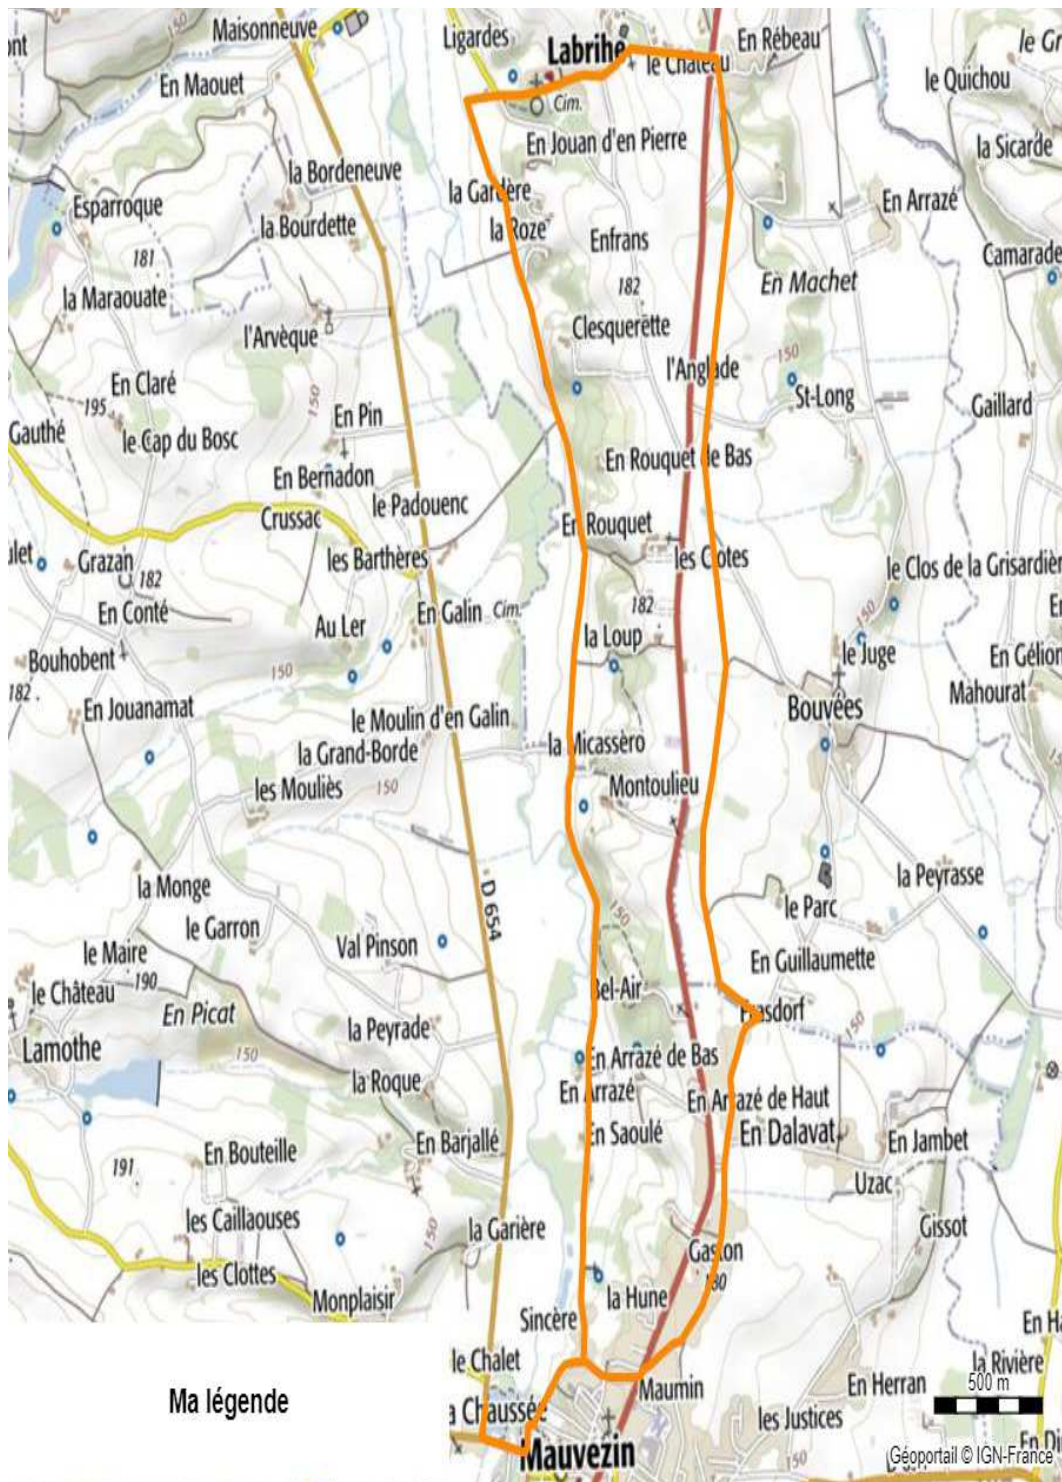 Maisonneuve
Ligardes
Labrihe
En Rébeau
le Château
le Quichou
En Maouet
Cim.
En Jouan d'en Pierre
la Sicarde
la Bordeneuve
la Gardère
En Arrazé
Esparroque
la Bourdette
la Roze
Enfrans
Camarade
181
la Maraouate
182
En Machet
l'Arvèque
Clesquerette
150
l'Anglade
En Claré
150
St-Long
Gaillard
195
En Pin
Gauthé
le Cap du Bosc
En Rouquet de Bas
En Bernadon
le Padouenc
Crussac
En Rouquet
Grazan
les Barthères
les Clotes
182
le Clos de la Grisardière
En Conté
En Galin
Cim.
182
150
Au Ler
la Loup
le Juge
En Gélion
Bouhobent
150
182
Mahourat
En Jouanamat
le Moulin d'en Galin
Bouvées
la Grand-Borde
la Micassèro
les Mouliès
150
Montoulieu
la Monge
D 654
la Peyrasse
le Garron
150
le Parc
le Maire
Val Pinson
190
En Guillaumette
le Château
Bel-Air
En Picat
la Peyrade
Frasdorf
150
Lamothe
150
la Roque
En Arrazé de Bas
En Arrazé
En Arrazé de Haut
En Saoulé
En Dalavat
En Jambet
En Barjallé
En Bouteille
191
Uzac
les Caillaouses
la Garière
150
Gissot
Gaston
les Clottes
180
Monplaisir
la Hune
Sincère
le Chalet
la Rivière
Ma légende
Maumin
En Herran
500 m
a Chaussée
les Justices
Mauvezin
150
Géoportail © IGN-France